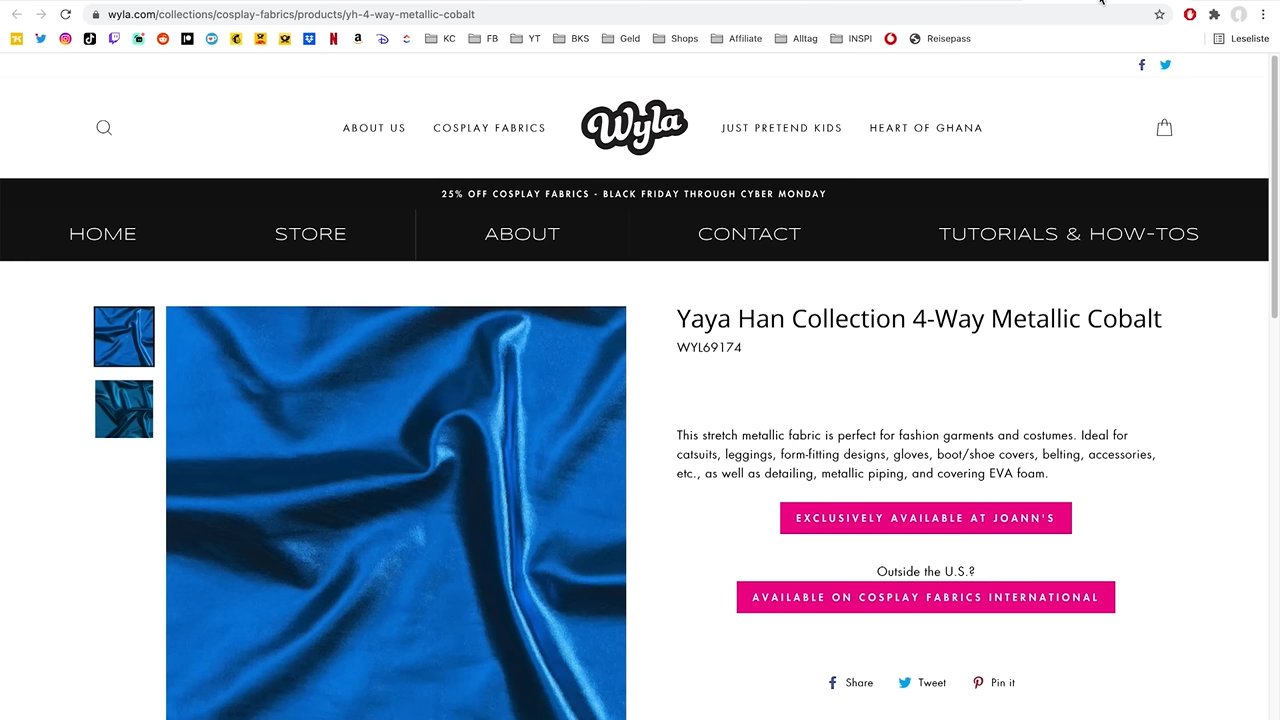 wyla.com/collections/cosplay-fabrics/products/yh-4-way-metallic-cobalt
KC FB YT BKS Geld Shops Affiliate Alltag INSPI Reisepass Leseliste
ABOUT US COSPLAY FABRICS Wyla JUST PRETEND KIDS HEART OF GHANA
25% OFF COSPLAY FABRICS - BLACK FRIDAY THROUGH CYBER MONDAY
HOME STORE ABOUT CONTACT TUTORIALS & HOW-TOS
Yaya Han Collection 4-Way Metallic Cobalt
WYL69174
This stretch metallic fabric is perfect for fashion garments and costumes. Ideal for
catsuits, leggings, form-fitting designs, gloves, boot/shoe covers, belting, accessories,
etc., as well as detailing, metallic piping, and covering EVA foam.
EXCLUSIVELY AVAILABLE AT JOANN'S
Outside the U.S.?
AVAILABLE ON COSPLAY FABRICS INTERNATIONAL
Share Tweet Pin it